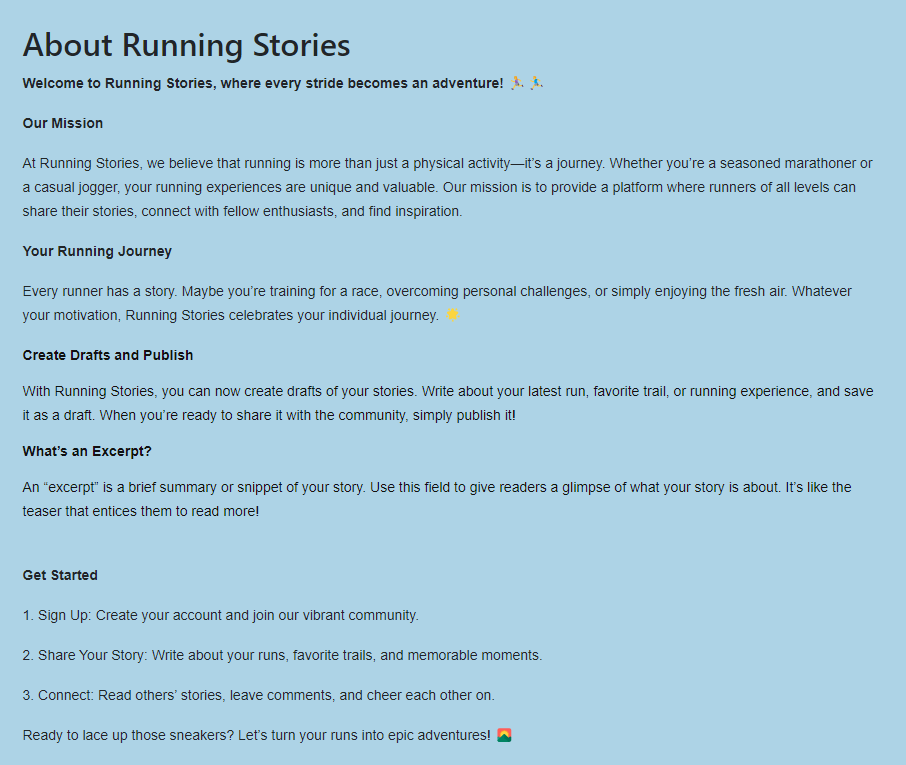 About Running Stories
Welcome to Running Stories, where every stride becomes an adventure! 🏃‍♀️🏃‍♂️
Our Mission
At Running Stories, we believe that running is more than just a physical activity—it’s a journey. Whether you’re a seasoned marathoner or
a casual jogger, your running experiences are unique and valuable. Our mission is to provide a platform where runners of all levels can
share their stories, connect with fellow enthusiasts, and find inspiration.
Your Running Journey
Every runner has a story. Maybe you’re training for a race, overcoming personal challenges, or simply enjoying the fresh air. Whatever
your motivation, Running Stories celebrates your individual journey. 🌟
Create Drafts and Publish
With Running Stories, you can now create drafts of your stories. Write about your latest run, favorite trail, or running experience, and save
it as a draft. When you’re ready to share it with the community, simply publish it!
What’s an Excerpt?
An “excerpt” is a brief summary or snippet of your story. Use this field to give readers a glimpse of what your story is about. It’s like the
teaser that entices them to read more!
Get Started
1. Sign Up: Create your account and join our vibrant community.
2. Share Your Story: Write about your runs, favorite trails, and memorable moments.
3. Connect: Read others’ stories, leave comments, and cheer each other on.
Ready to lace up those sneakers? Let’s turn your runs into epic adventures! 🌄